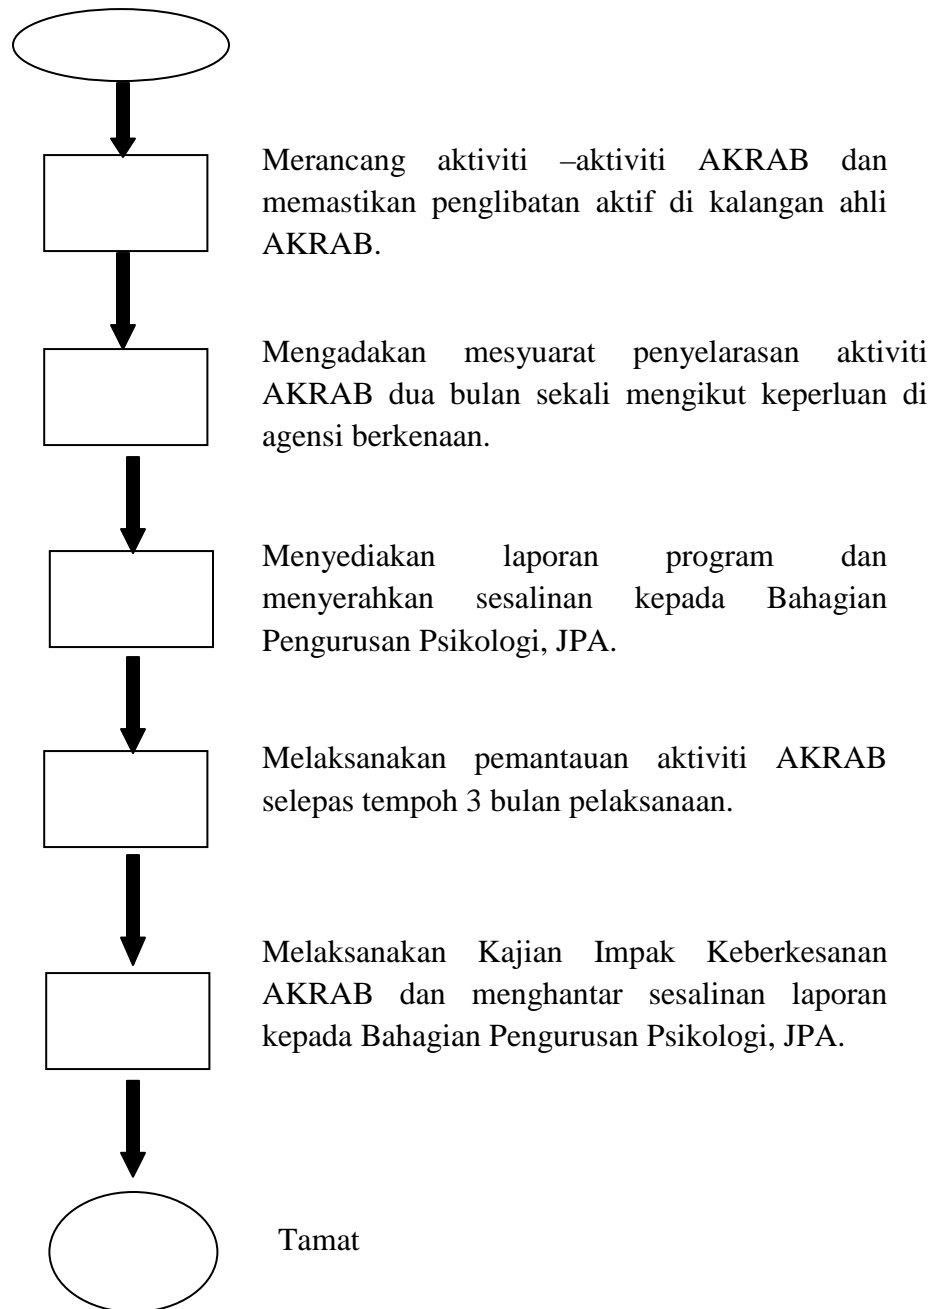 Merancang aktiviti –aktiviti AKRAB dan
memastikan penglibatan aktif di kalangan ahli
AKRAB.
Mengadakan mesyuarat penyelarasan aktiviti
AKRAB dua bulan sekali mengikut keperluan di
agensi berkenaan.
Menyediakan laporan program dan
menyerahkan sesalinan kepada Bahagian
Pengurusan Psikologi, JPA.
Melaksanakan pemantauan aktiviti AKRAB
selepas tempoh 3 bulan pelaksanaan.
Melaksanakan Kajian Impak Keberkesanan
AKRAB dan menghantar sesalinan laporan
kepada Bahagian Pengurusan Psikologi, JPA.
Tamat